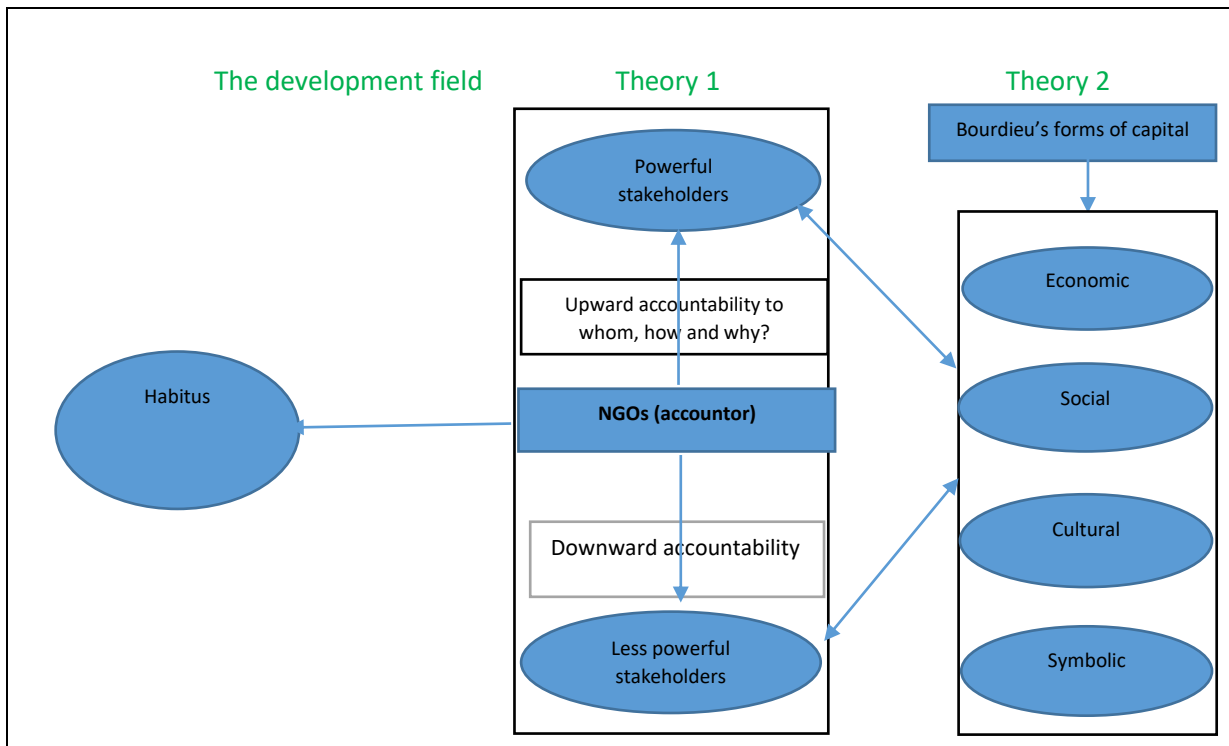 The development field
Theory 1
Theory 2
Bourdieu’s forms of capital
Powerful
stakeholders
Economic
Upward accountability to
whom, how and why?
Habitus
NGOs (accountor)
Social
Downward accountability
Cultural
Less powerful
stakeholders
Symbolic